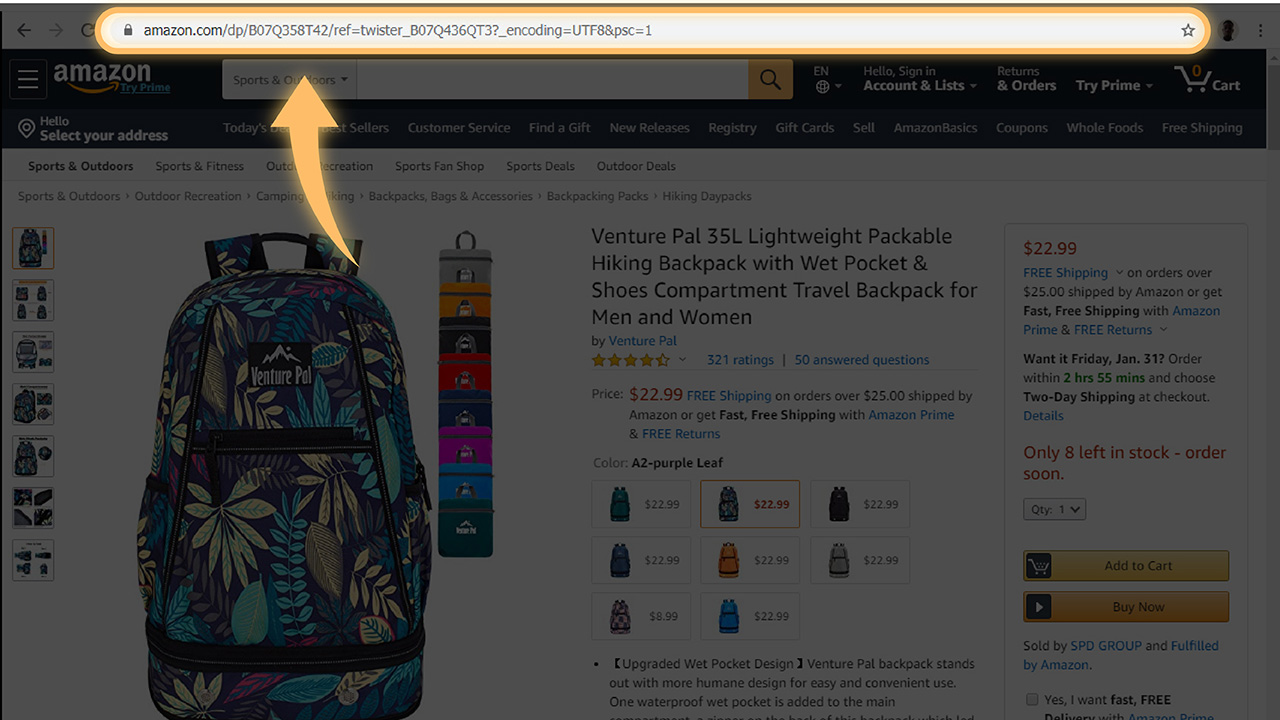 amazon.com/dp/B07Q358T42/ref=twister_B07Q436QT3?_encoding=UTF8&psc=1
amazon
Try Prime
Sports & Outdoors
EN
Hello, Sign in
Account & Lists
Returns
& Orders
Try Prime
0
Cart
Hello
Select your address
Today's
Best Sellers
Customer Service
Find a Gift
New Releases
Registry
Gift Cards
Sell
AmazonBasics
Coupons
Whole Foods
Free Shipping
Sports & Outdoors
Sports & Fitness
Outdoor Recreation
Sports Fan Shop
Sports Deals
Outdoor Deals
Sports & Outdoors › Outdoor Recreation › Camping & Hiking › Backpacks, Bags & Accessories › Backpacking Packs › Hiking Daypacks
Venture Pal
Venture Pal
Venture Pal 35L Lightweight Packable
Hiking Backpack with Wet Pocket &
Shoes Compartment Travel Backpack for
Men and Women
by Venture Pal
321 ratings | 50 answered questions
Price: $22.99 FREE Shipping on orders over $25.00 shipped by
Amazon or get Fast, Free Shipping with Amazon Prime
& FREE Returns
Color: A2-purple Leaf
$22.99
$22.99
$22.99
$22.99
$22.99
$22.99
$8.99
$22.99
• 【Upgraded Wet Pocket Design】Venture Pal backpack stands
out with more humane design for easy and convenient use.
One waterproof wet pocket is added to the main
compartment, a zipper on the back of this backpack which led
$22.99
FREE Shipping on orders over
$25.00 shipped by Amazon or get
Fast, Free Shipping with Amazon
Prime & FREE Returns
Want it Friday, Jan. 31? Order
within 2 hrs 55 mins and choose
Two-Day Shipping at checkout.
Details
Only 8 left in stock - order
soon.
Qty: 1
Add to Cart
Buy Now
Sold by SPD GROUP and Fulfilled
by Amazon.
Yes, I want fast, FREE
Delivery with Amazon Prime